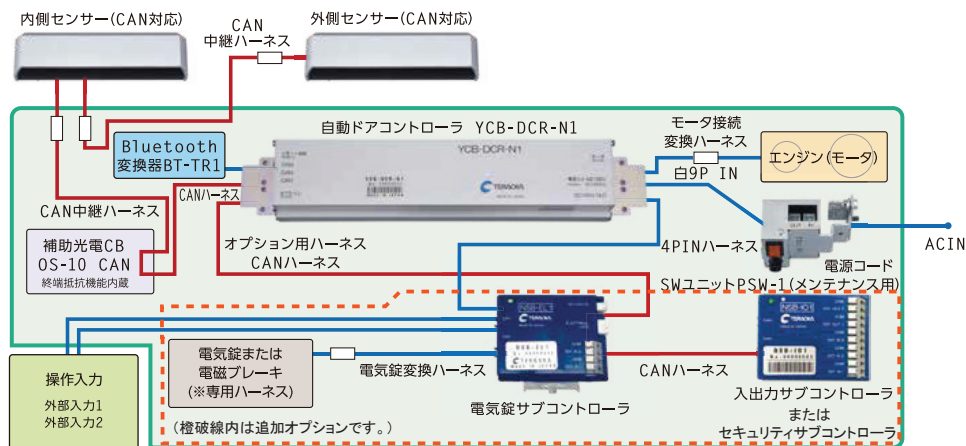 内側センサー(CAN対応)
CAN
中継ハーネス
外側センサー(CAN対応)
自動ドアコントローラ YCB-DCR-N1
モータ接続
変換ハーネス
Bluetooth
変換器BT-TR1
YCB-DCR-N1
TERAOKA
エンジン(モータ)
白9P IN
CANハーネス
CAN中継ハーネス
補助光電CB
OS-10 CAN
終端抵抗機能内蔵
オプション用ハーネス
CANハーネス
4PINハーネス
ACIN
電源コード
SWユニットPSW-1(メンテナンス用)
NSB-EL1
TERAOKA
NSB-IO1
TERAOKA
操作入力
外部入力1
外部入力2
電気錠または
電磁ブレーキ
(※専用ハーネス)
電気錠変換ハーネス
CANハーネス
電気錠サブコントローラ
入出力サブコントローラ
または
セキュリティサブコントローラ
(橙破線内は追加オプションです。)